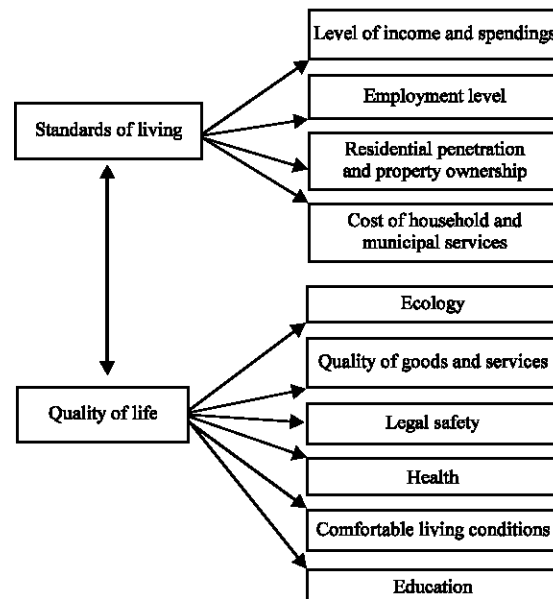 Level of income and spendings
Employment level
Standards of living
Residential penetration
and property ownership
Cost of household and
municipal services
Ecology
Quality of goods and services
Quality of life
Legal safety
Health
Comfortable living conditions
Education